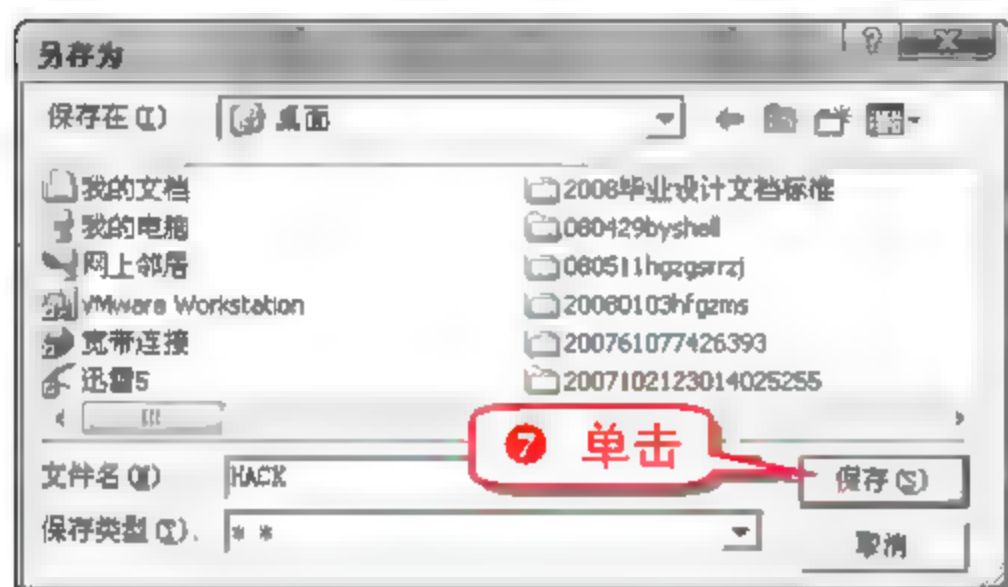 另存为
保存在(I) 桌面
我的文档
我的电脑
网上邻居
VMware Workstation
宽带连接
迅雷5
2008毕业设计文档标准
080429byshell
080511hgzgsrrzj
20080103hfgzms
200761077426393
2007102123014025255
❼ 单击
文件名(N) HACK
保存(S)
保存类型(T). * *
取消